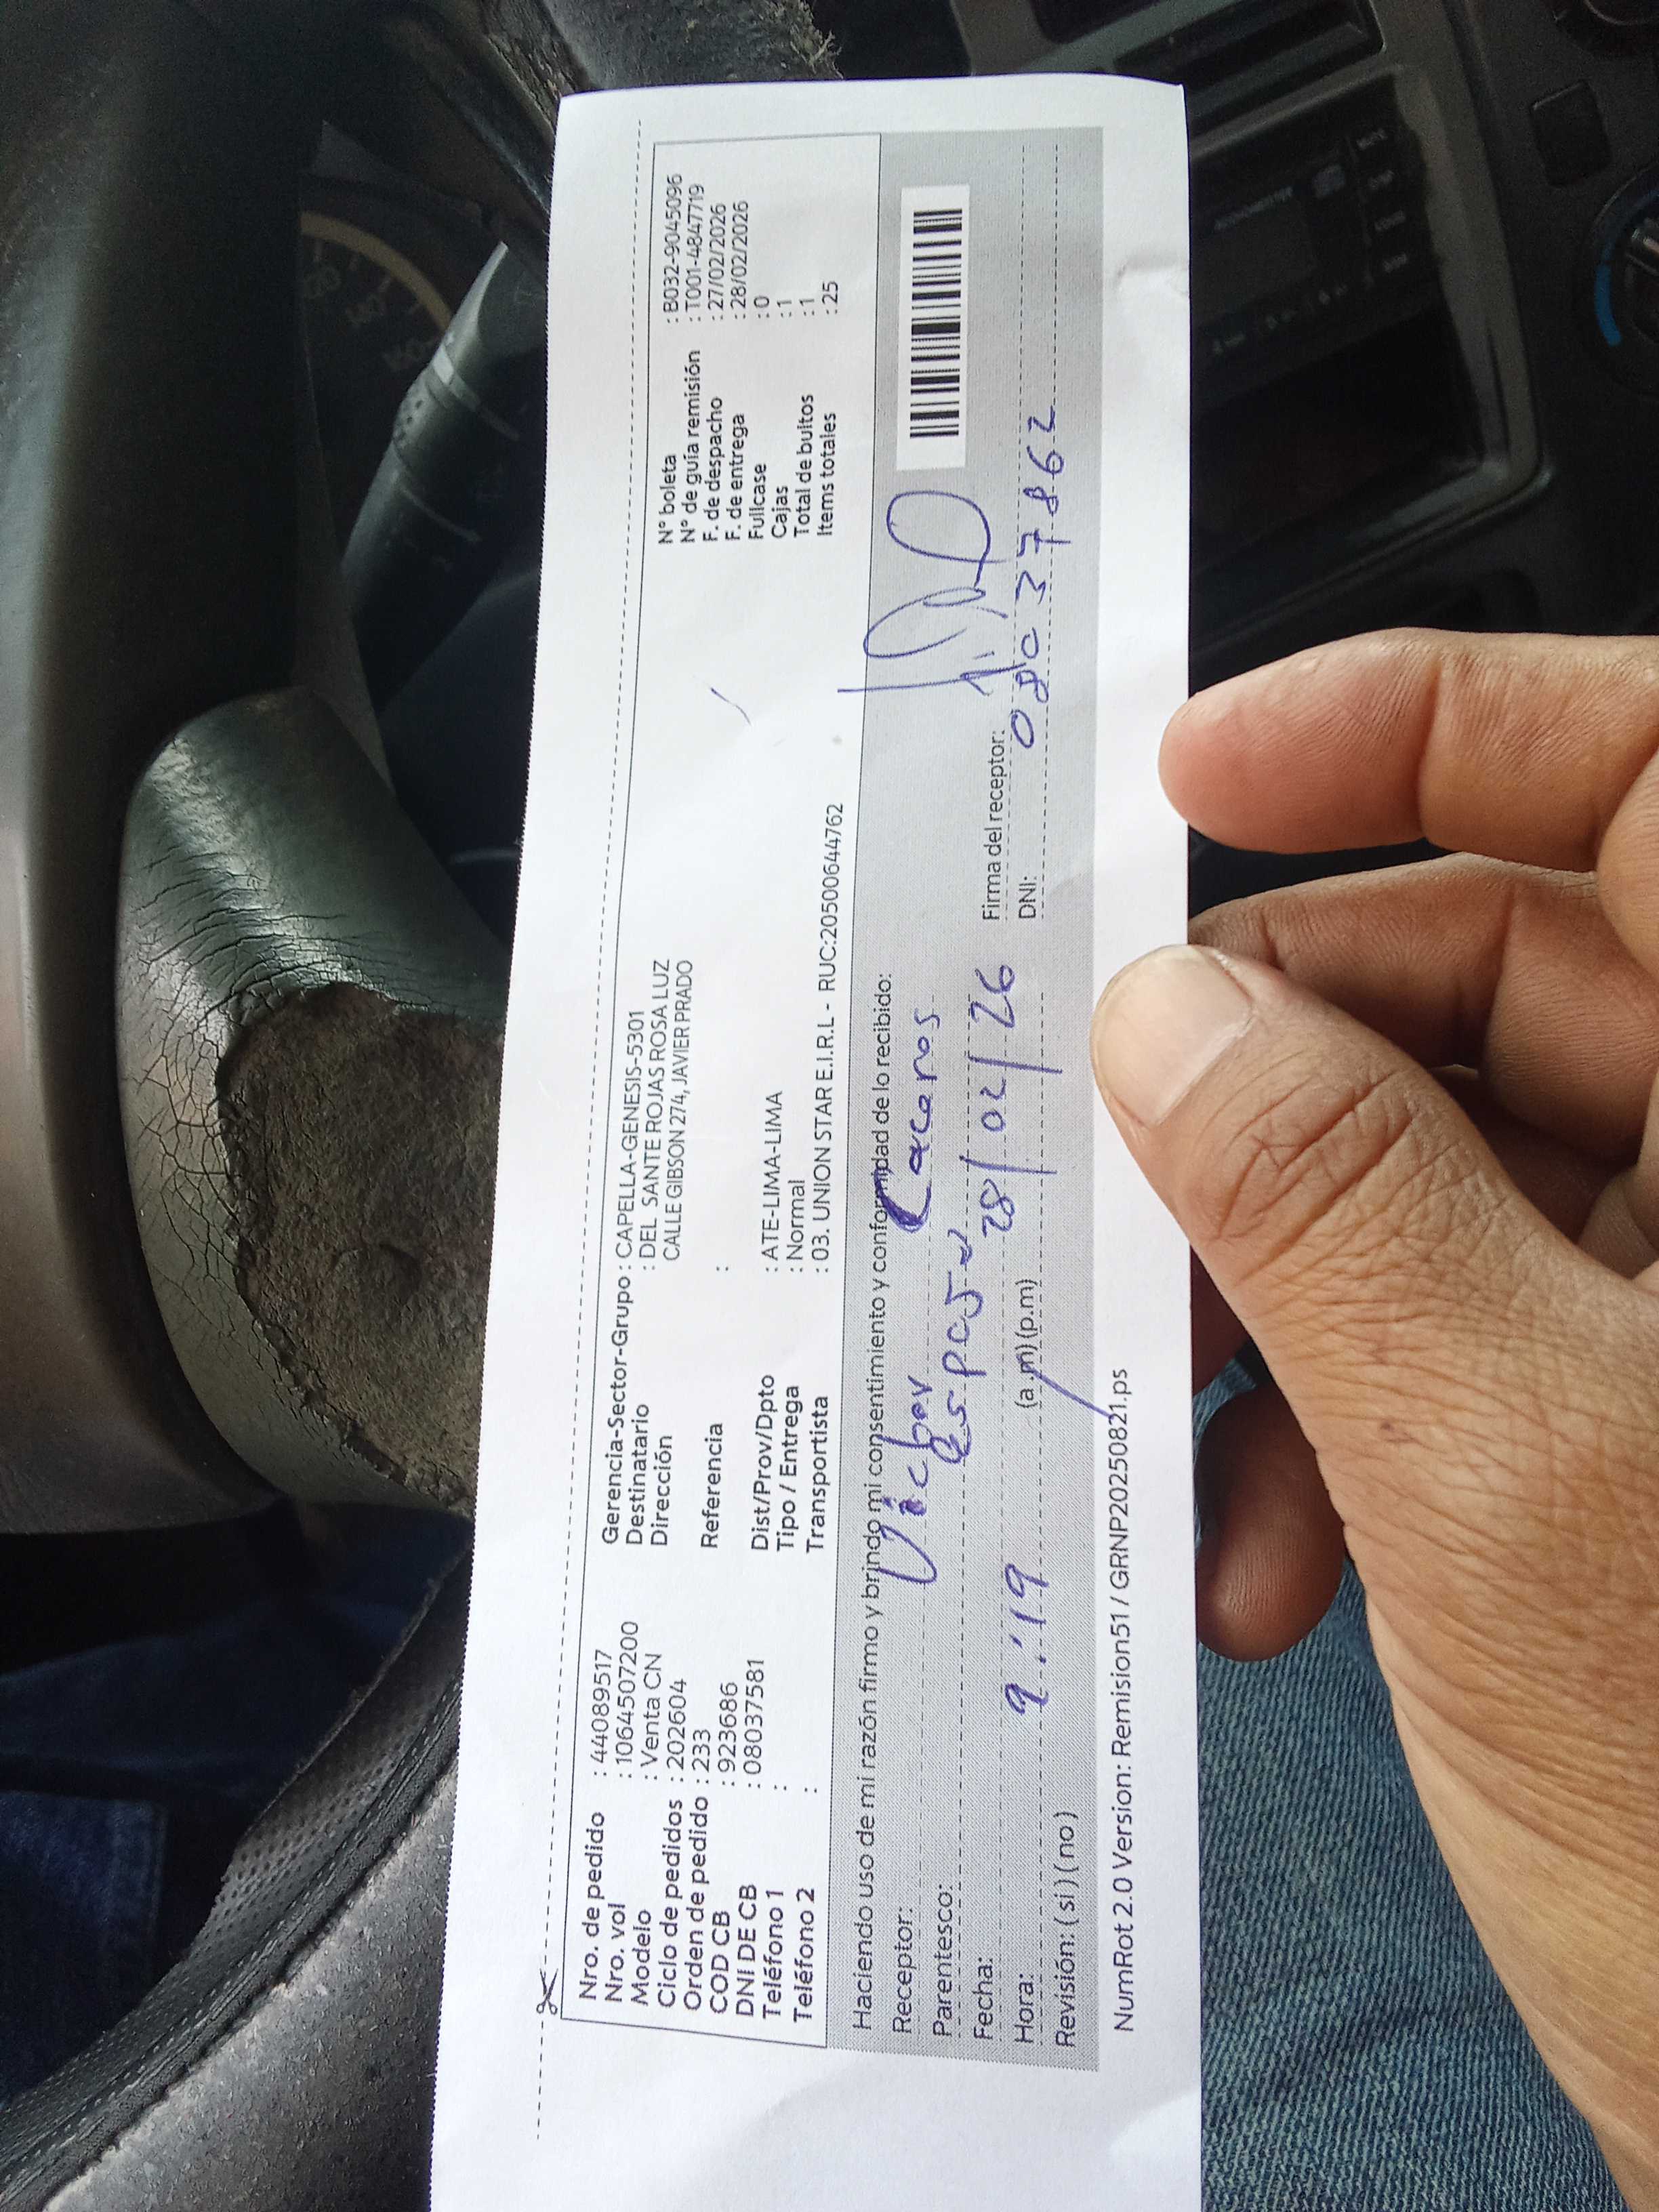 Nro. de pedido : 44089517
Nro. vol : 1064507200
Modelo : Venta CN
Ciclo de pedidos : 202604
Orden de pedido : 233
COD CB : 923686
DNI DE CB : 08037581
Teléfono 1 :
Teléfono 2 :
Gerencia-Sector-Grupo : CAPELLA-GENESIS-5301
Destinatario : DEL SANTE ROJAS ROSA LUZ
Dirección CALLE GIBSON 274, JAVIER PRADO
Referencia :
Dist/Prov/Dpto : ATE-LIMA-LIMA
Tipo / Entrega : Normal
Transportista : 03. UNION STAR E.I.R.L - RUC:20500644762
N° boleta : B032-9045096
N° de guía remisión : T001-4847719
F. de despacho : 27/02/2026
F. de entrega : 28/02/2026
Fullcase : 0
Cajas : 1
Total de bultos : 1
Items totales : 25
Haciendo uso de mi razón firmo y brindo mi consentimiento y conformidad de lo recibido:
Receptor:
Parentesco: esposo
Fecha: 28/02/26
Firma del receptor:
Hora: 9:19 (a.m) (p.m)
DNI: 08037862
Revisión: ( si ) ( no )
NumRot 2.0 Version: Remision51 / GRNP20250821.ps